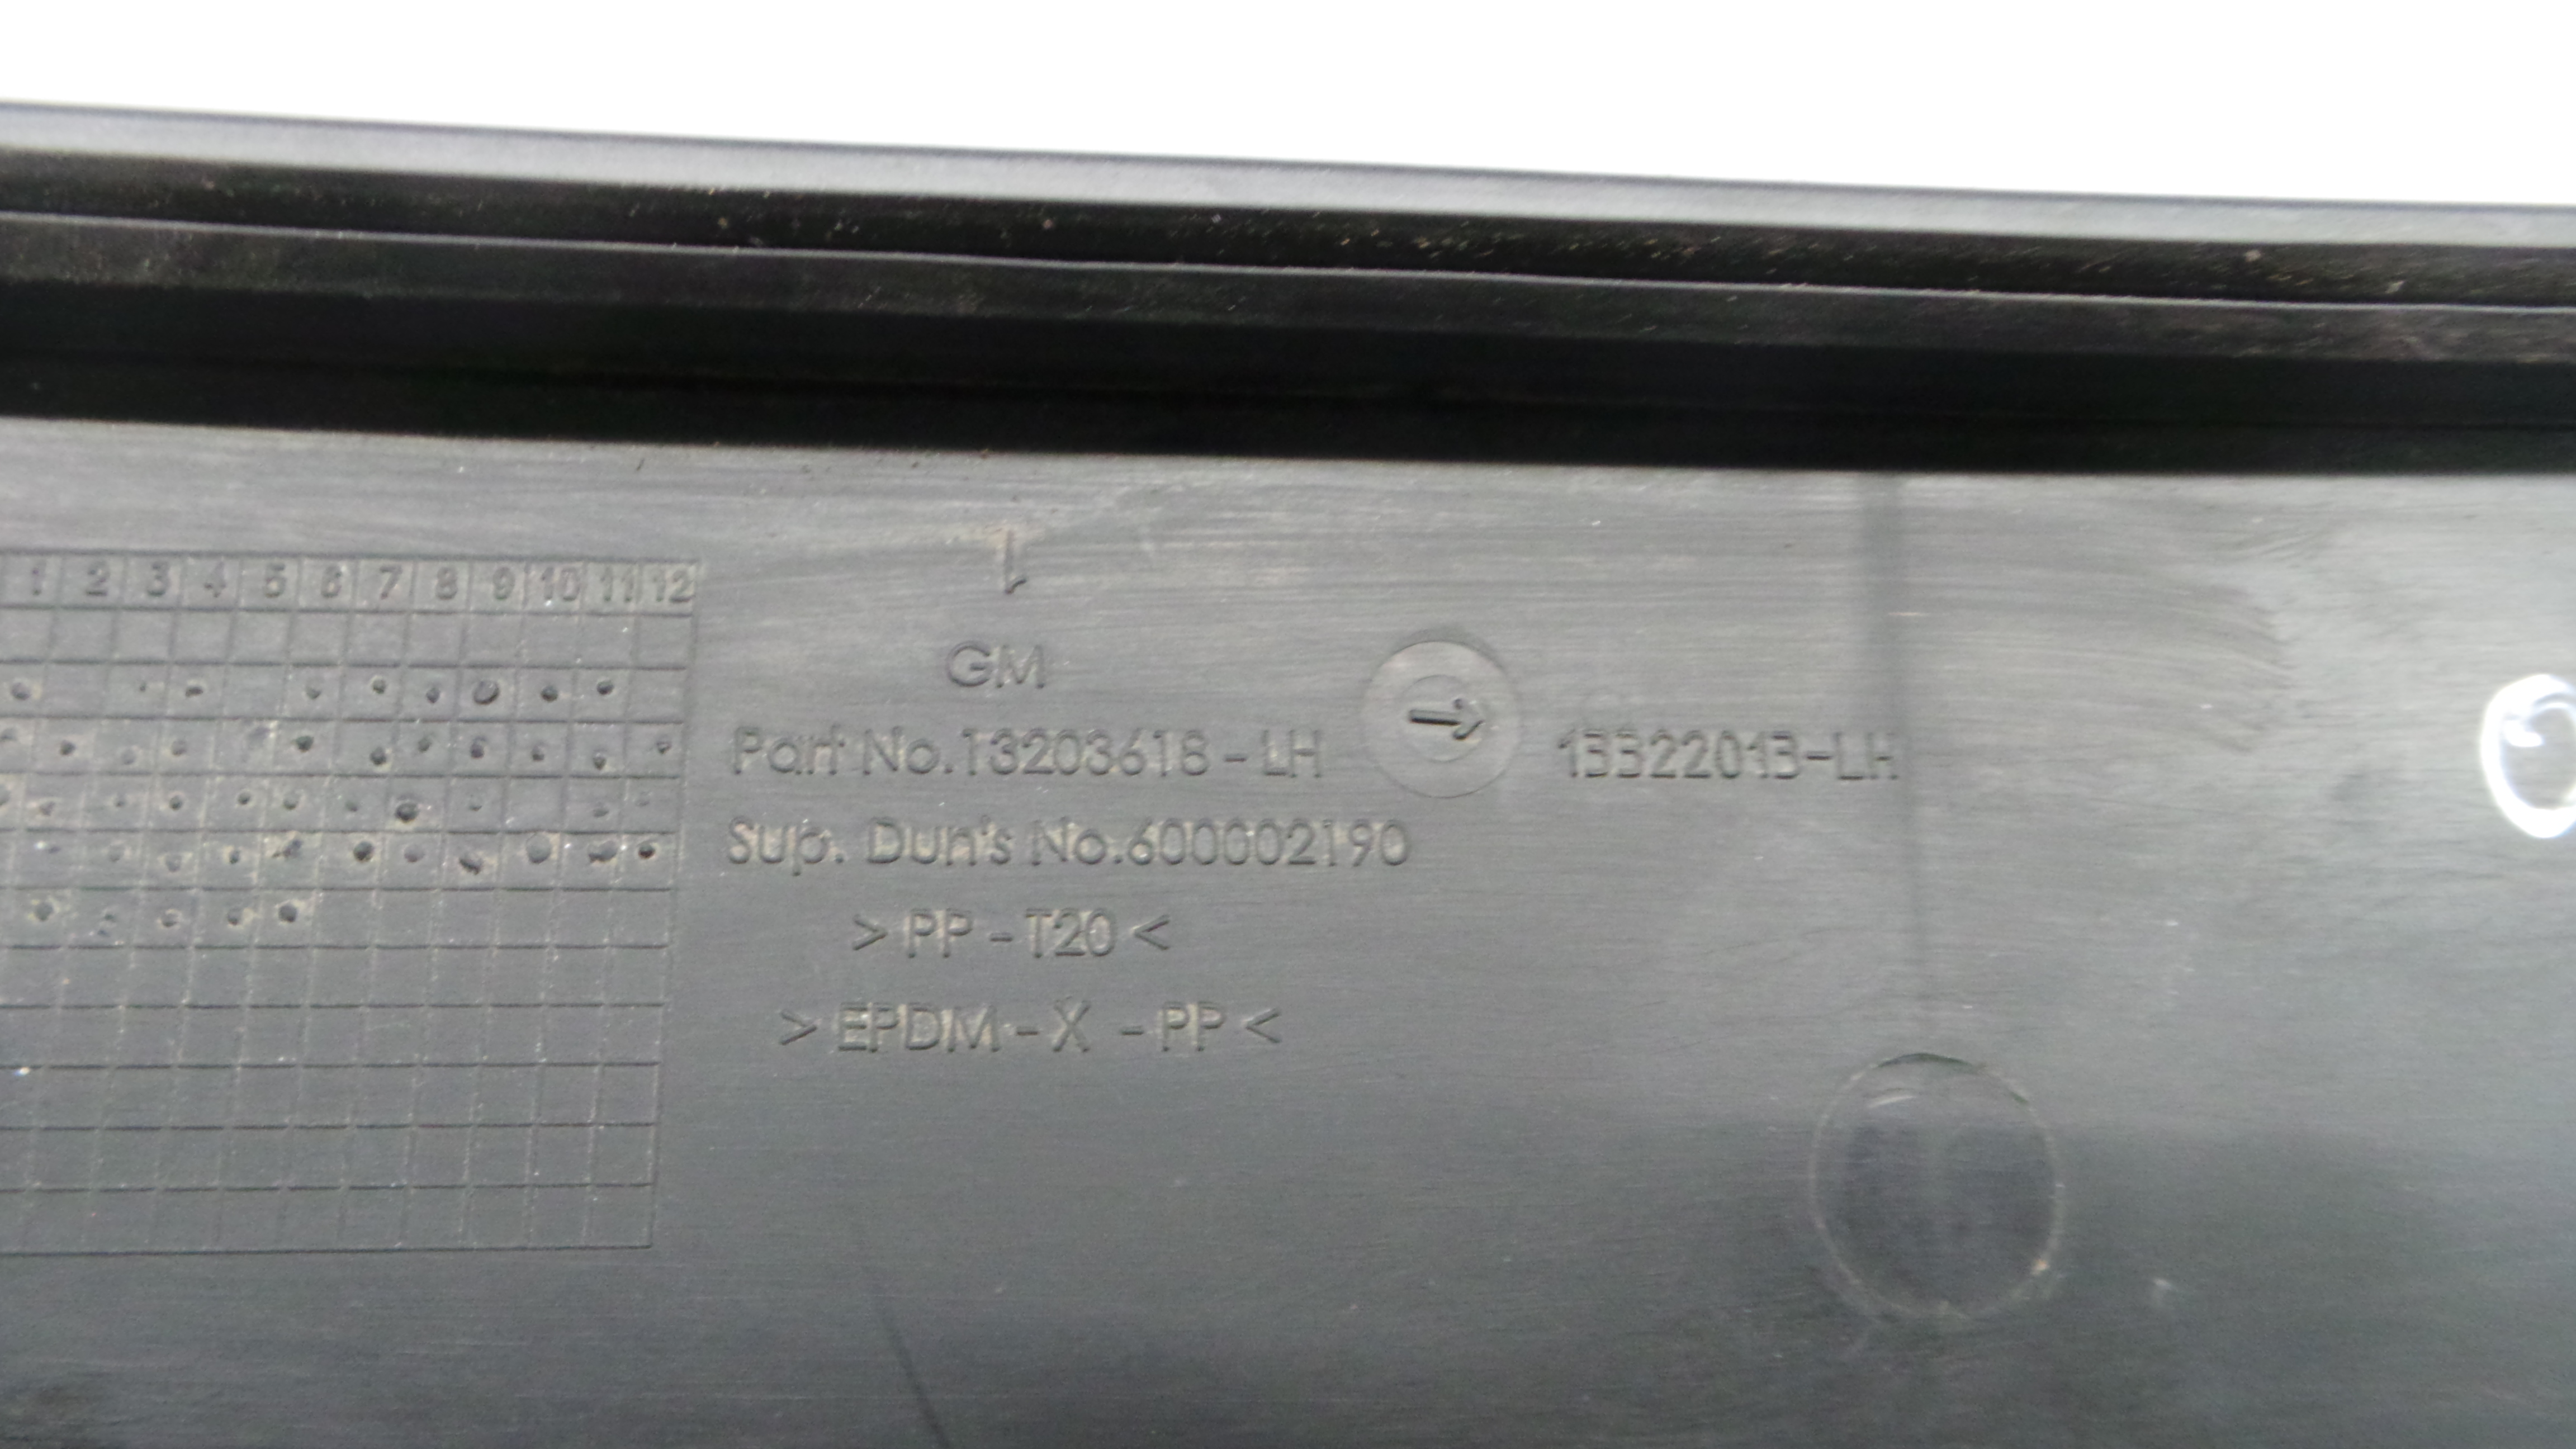 1 2 3 4 5 6 7 8 9 10 11 12
1
GM
Part No.13203618-LH 13322013-LH
Sup. Dun's No.600002190
>PP-T20<
>EPDM-X -PP<